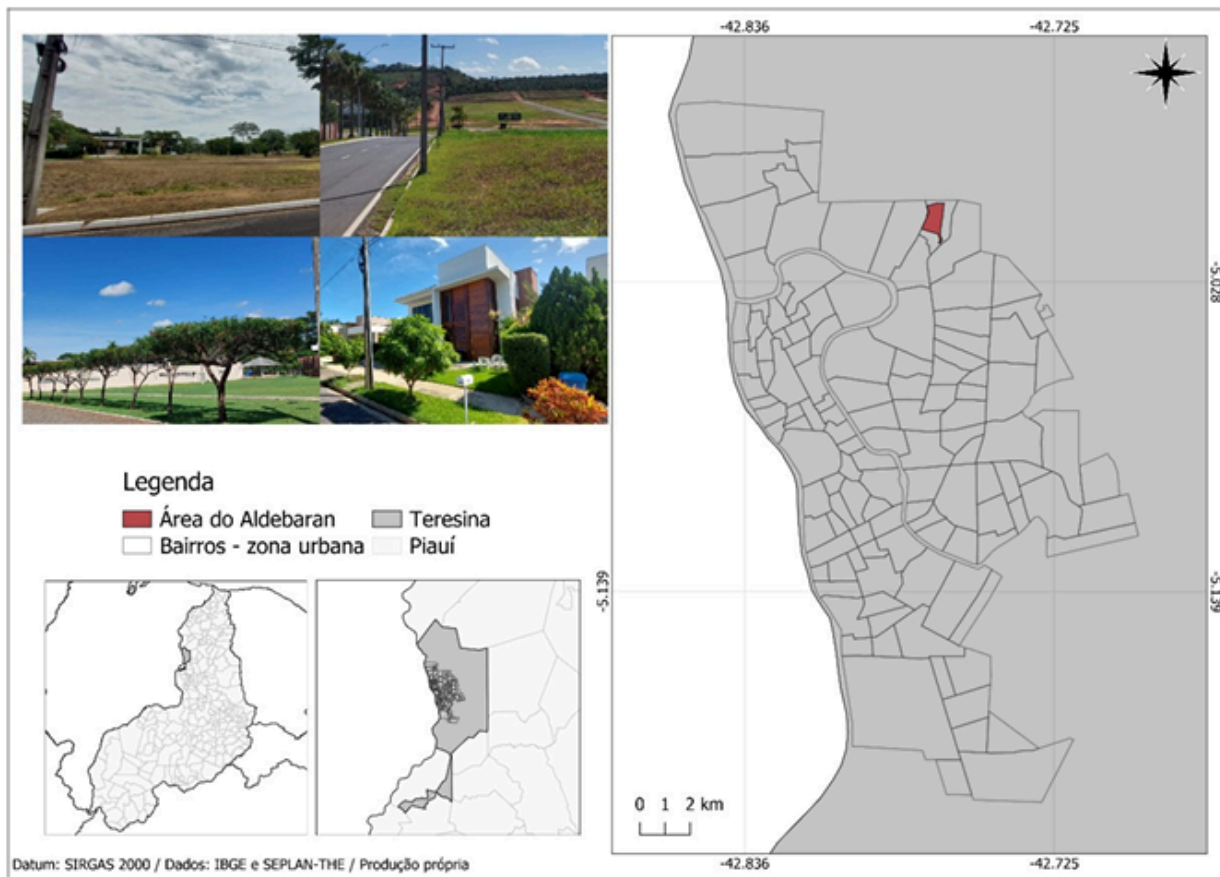 -42.836 -42.725
-5.028
Legenda
Área do Aldebaran Teresina
Bairros - zona urbana Piauí
-5.139 -5.139
0 1 2 km
-42.836 -42.725
Datum: SIRGAS 2000 / Dados: IBGE e SEPLAN-THE / Produção própria